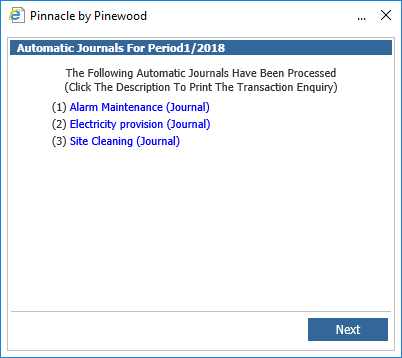 Pinnacle by Pinewood
...
Automatic Journals For Period1/2018
The Following Automatic Journals Have Been Processed
(Click The Description To Print The Transaction Enquiry)
(1) Alarm Maintenance (Journal)
(2) Electricity provision (Journal)
(3) Site Cleaning (Journal)
Next